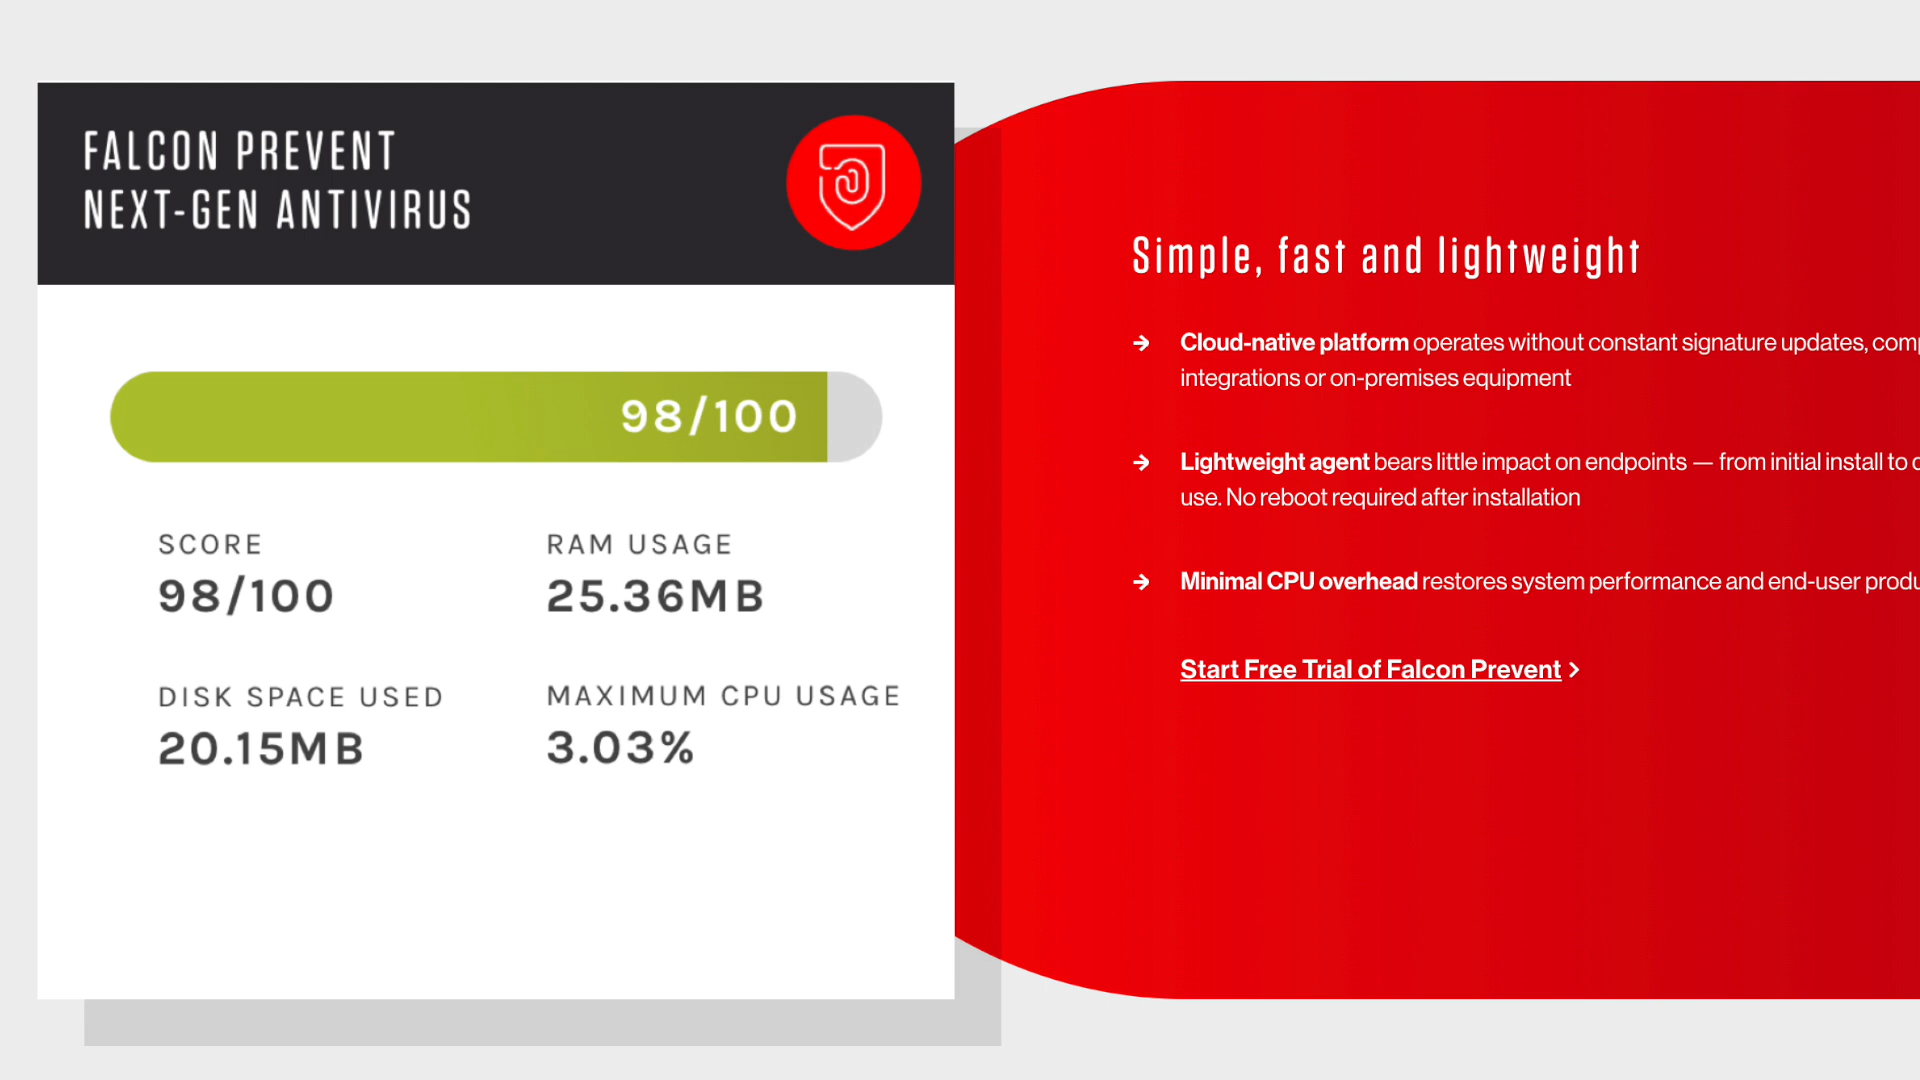 FALCON PREVENT
NEXT-GEN ANTIVIRUS
98/100
SCORE
98/100
RAM USAGE
25.36MB
DISK SPACE USED
20.15MB
MAXIMUM CPU USAGE
3.03%
Simple, fast and lightweight
→ Cloud-native platform operates without constant signature updates,
integrations or on-premises equipment
→ Lightweight agent bears little impact on endpoints — from initial install to
use. No reboot required after installation
→ Minimal CPU overhead restores system performance and end-user
Start Free Trial of Falcon Prevent >